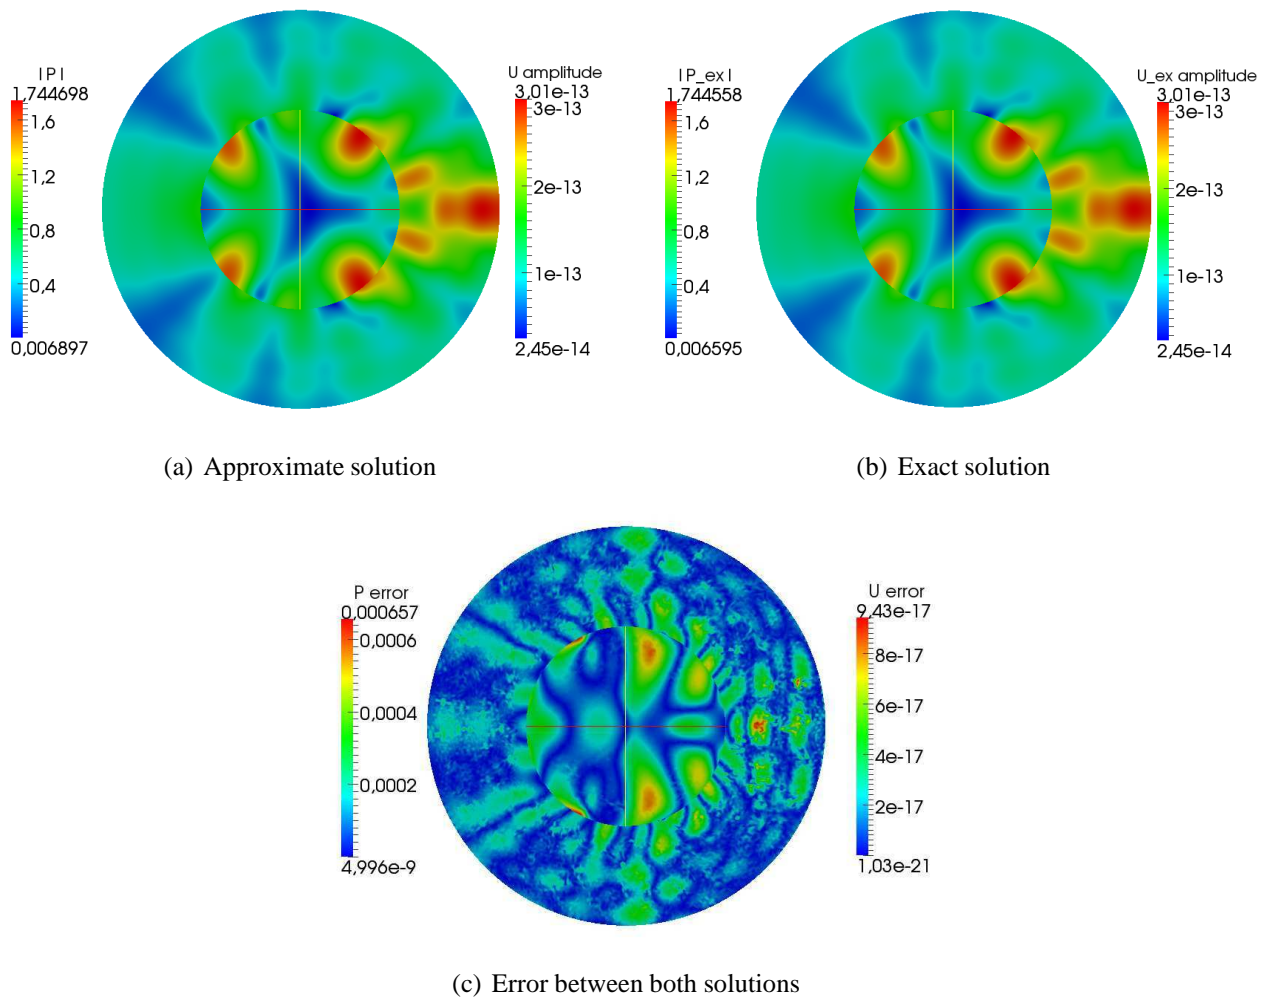 | P |
1,744698
1,6
1,2
0,8
0,4
0,006897
U amplitude
3,01e-13
3e-13
2e-13
1e-13
2,45e-14
(a) Approximate solution
| P_ex |
1,744558
1,6
1,2
0,8
0,4
0,006595
U_ex amplitude
3,01e-13
3e-13
2e-13
1e-13
2,45e-14
(b) Exact solution
P error
0,000657
0,0006
0,0004
0,0002
4,996e-9
U error
9,43e-17
8e-17
6e-17
4e-17
2e-17
1,03e-21
(c) Error between both solutions